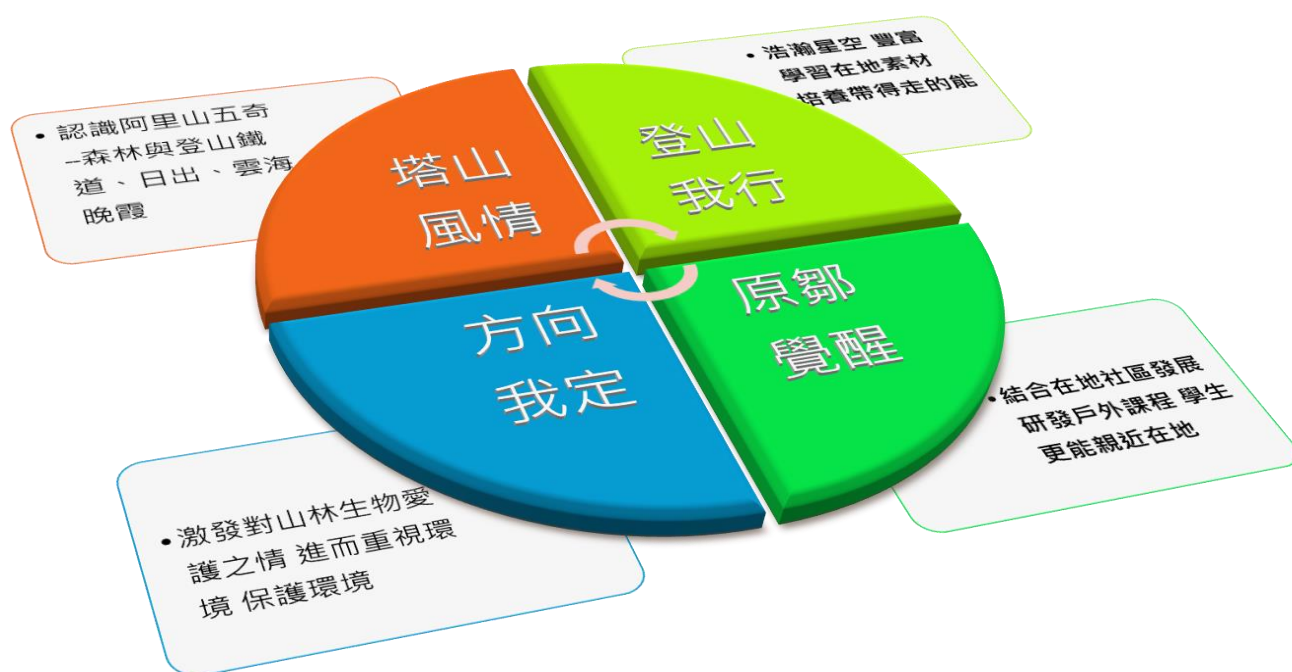 • 認識阿里山五奇
--森林與登山鐵
道、日出、雲海
晚霞
塔山
風情
• 浩瀚星空 豐富
學習在地素材
培養帶得走的能
登山
我行
方向
我定
• 激發對山林生物愛
護之情 進而重視環
境 保護環境
原鄒
覺醒
• 結合在地社區發展
研發戶外課程 學生
更能親近在地